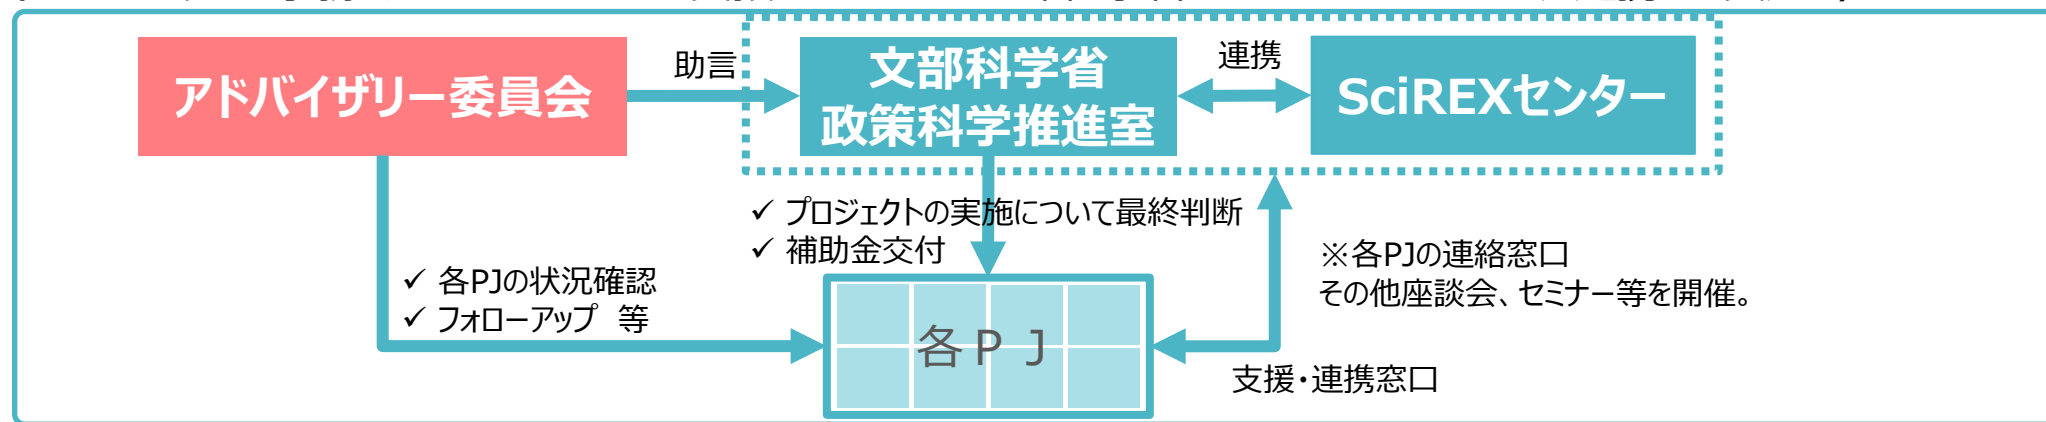 アドバイザリー委員会
助言
文部科学省
政策科学推進室
連携
SciREXセンター
✓ プロジェクトの実施について最終判断
✓ 補助金交付
✓ 各PJの状況確認
✓ フォローアップ 等
※各PJの連絡窓口
その他座談会、セミナー等を開催。
各PJ
支援・連携窓口